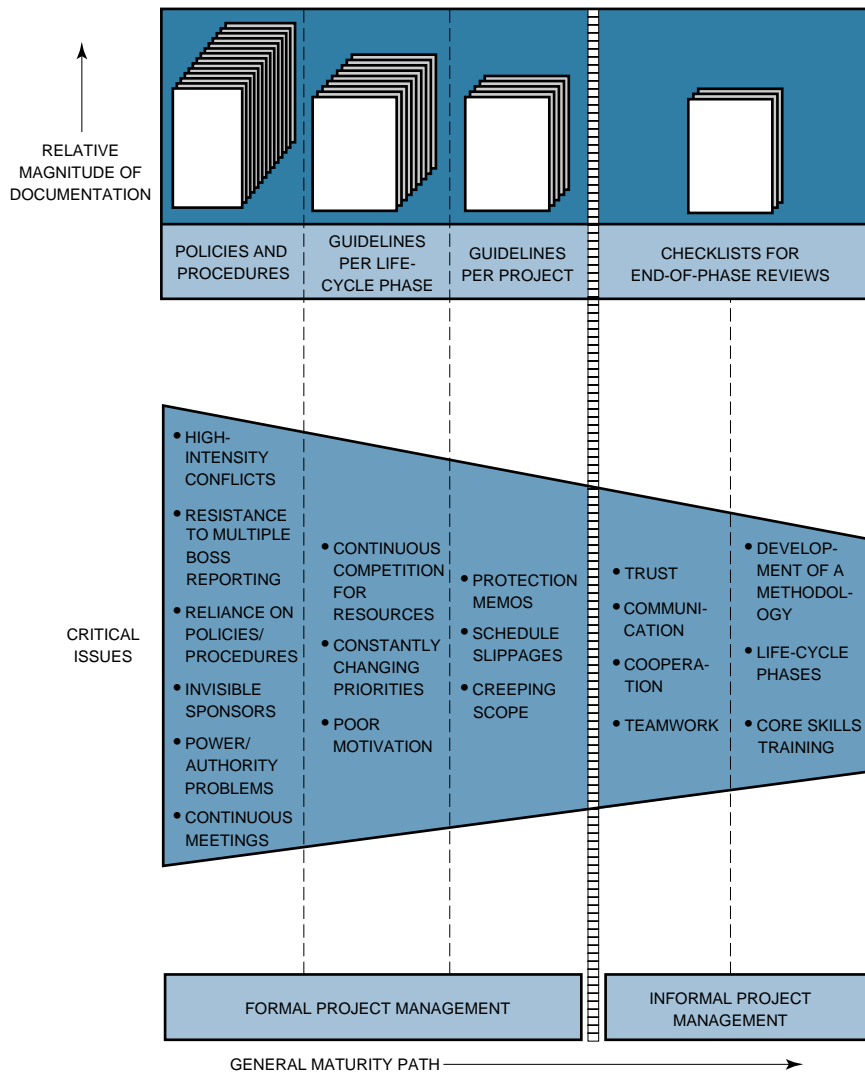 RELATIVE
MAGNITUDE OF
DOCUMENTATION
POLICIES AND
PROCEDURES
GUIDELINES
PER LIFE-
CYCLE PHASE
GUIDELINES
PER PROJECT
CHECKLISTS FOR
END-OF-PHASE REVIEWS
CRITICAL
ISSUES
• HIGH-
INTENSITY
CONFLICTS
• RESISTANCE
TO MULTIPLE
BOSS
REPORTING
• RELIANCE ON
POLICIES/
PROCEDURES
• INVISIBLE
SPONSORS
• POWER/
AUTHORITY
PROBLEMS
• CONTINUOUS
MEETINGS
• CONTINUOUS
COMPETITION
FOR
RESOURCES
• CONSTANTLY
CHANGING
PRIORITIES
• POOR
MOTIVATION
• PROTECTION
MEMOS
• SCHEDULE
SLIPPAGES
• CREEPING
SCOPE
• TRUST
• COMMUNI-
CATION
• COOPERA-
TION
• TEAMWORK
• DEVELOP-
MENT OF A
METHODOL-
OGY
• LIFE-CYCLE
PHASES
• CORE SKILLS
TRAINING
FORMAL PROJECT MANAGEMENT
INFORMAL PROJECT
MANAGEMENT
GENERAL MATURITY PATH